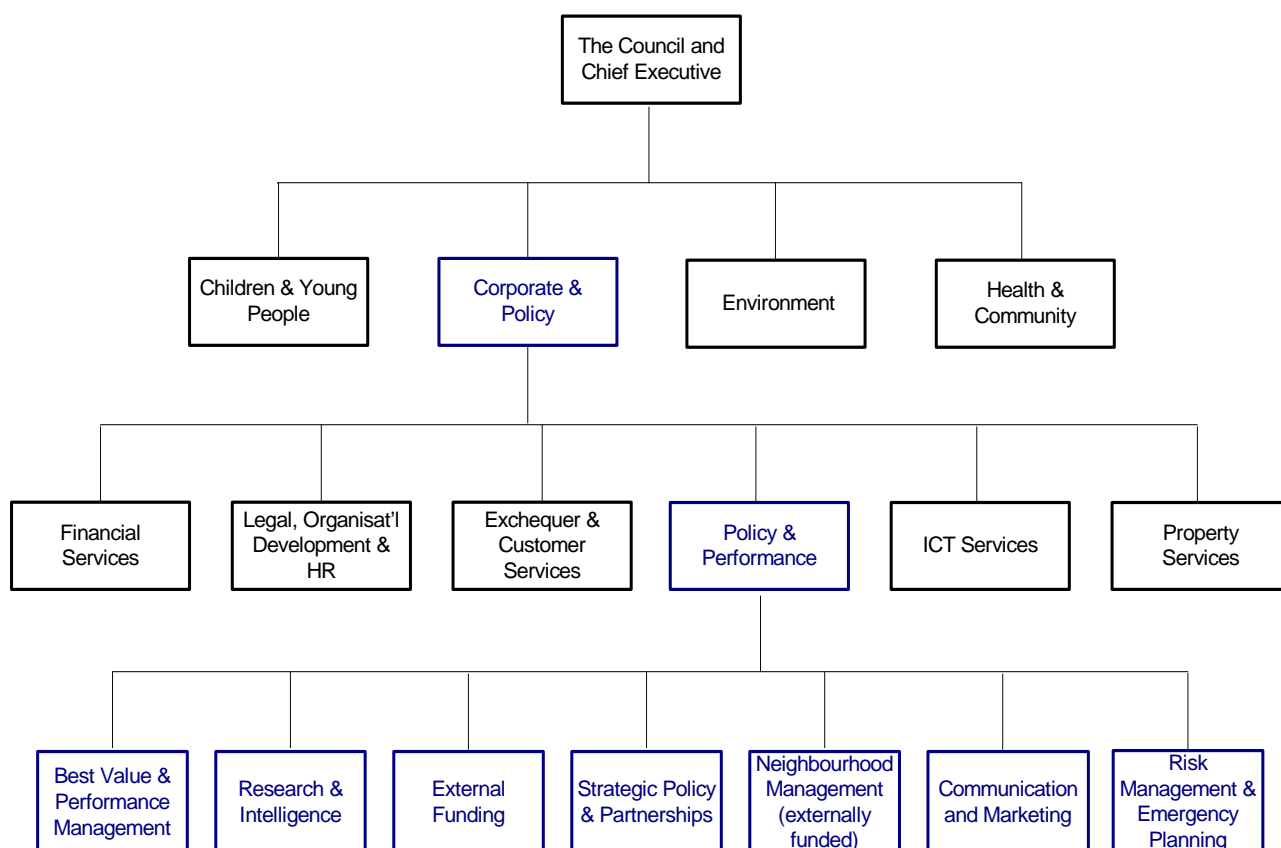 The Council and
Chief Executive
Children & Young
People
Corporate &
Policy
Environment
Health &
Community
Financial
Services
Legal, Organisat'l
Development &
HR
Exchequer &
Customer
Services
Policy &
Performance
ICT Services
Property
Services
Best Value &
Performance
Management
Research &
Intelligence
External
Funding
Strategic Policy
& Partnerships
Neighbourhood
Management
(externally
funded)
Communication
and Marketing
Risk
Management &
Emergency
Planning